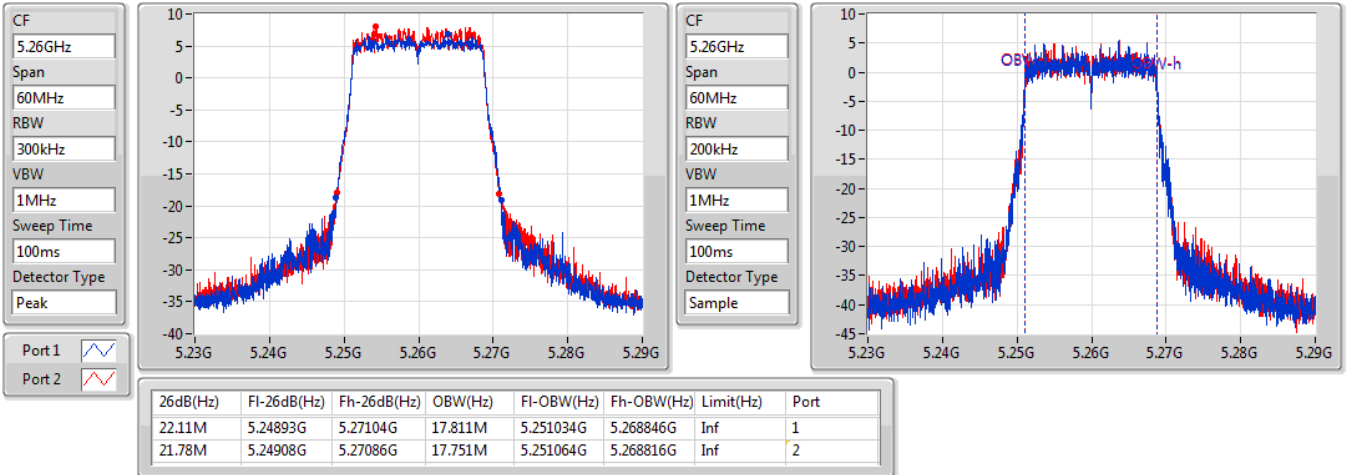 CF
5.26GHz
Span
60MHz
RBW
300kHz
VBW
1MHz
Sweep Time
100ms
Detector Type
Peak
Port 1
Port 2
10
5
0
-5
-10
-15
-20
-25
-30
-35
-40
5.23G 5.24G 5.25G 5.26G 5.27G 5.28G 5.29G
CF
5.26GHz
Span
60MHz
RBW
200kHz
VBW
1MHz
Sweep Time
100ms
Detector Type
Sample
10
5
0
-5
-10
-15
-20
-25
-30
-35
-40
-45
OBW-h
5.23G 5.24G 5.25G 5.26G 5.27G 5.28G 5.29G
26dB(Hz) Fl-26dB(Hz) Fh-26dB(Hz) OBW(Hz) Fl-OBW(Hz) Fh-OBW(Hz) Limit(Hz) Port
22.11M 5.24893G 5.27104G 17.811M 5.251034G 5.268846G Inf 1
21.78M 5.24908G 5.27086G 17.751M 5.251064G 5.268816G Inf 2